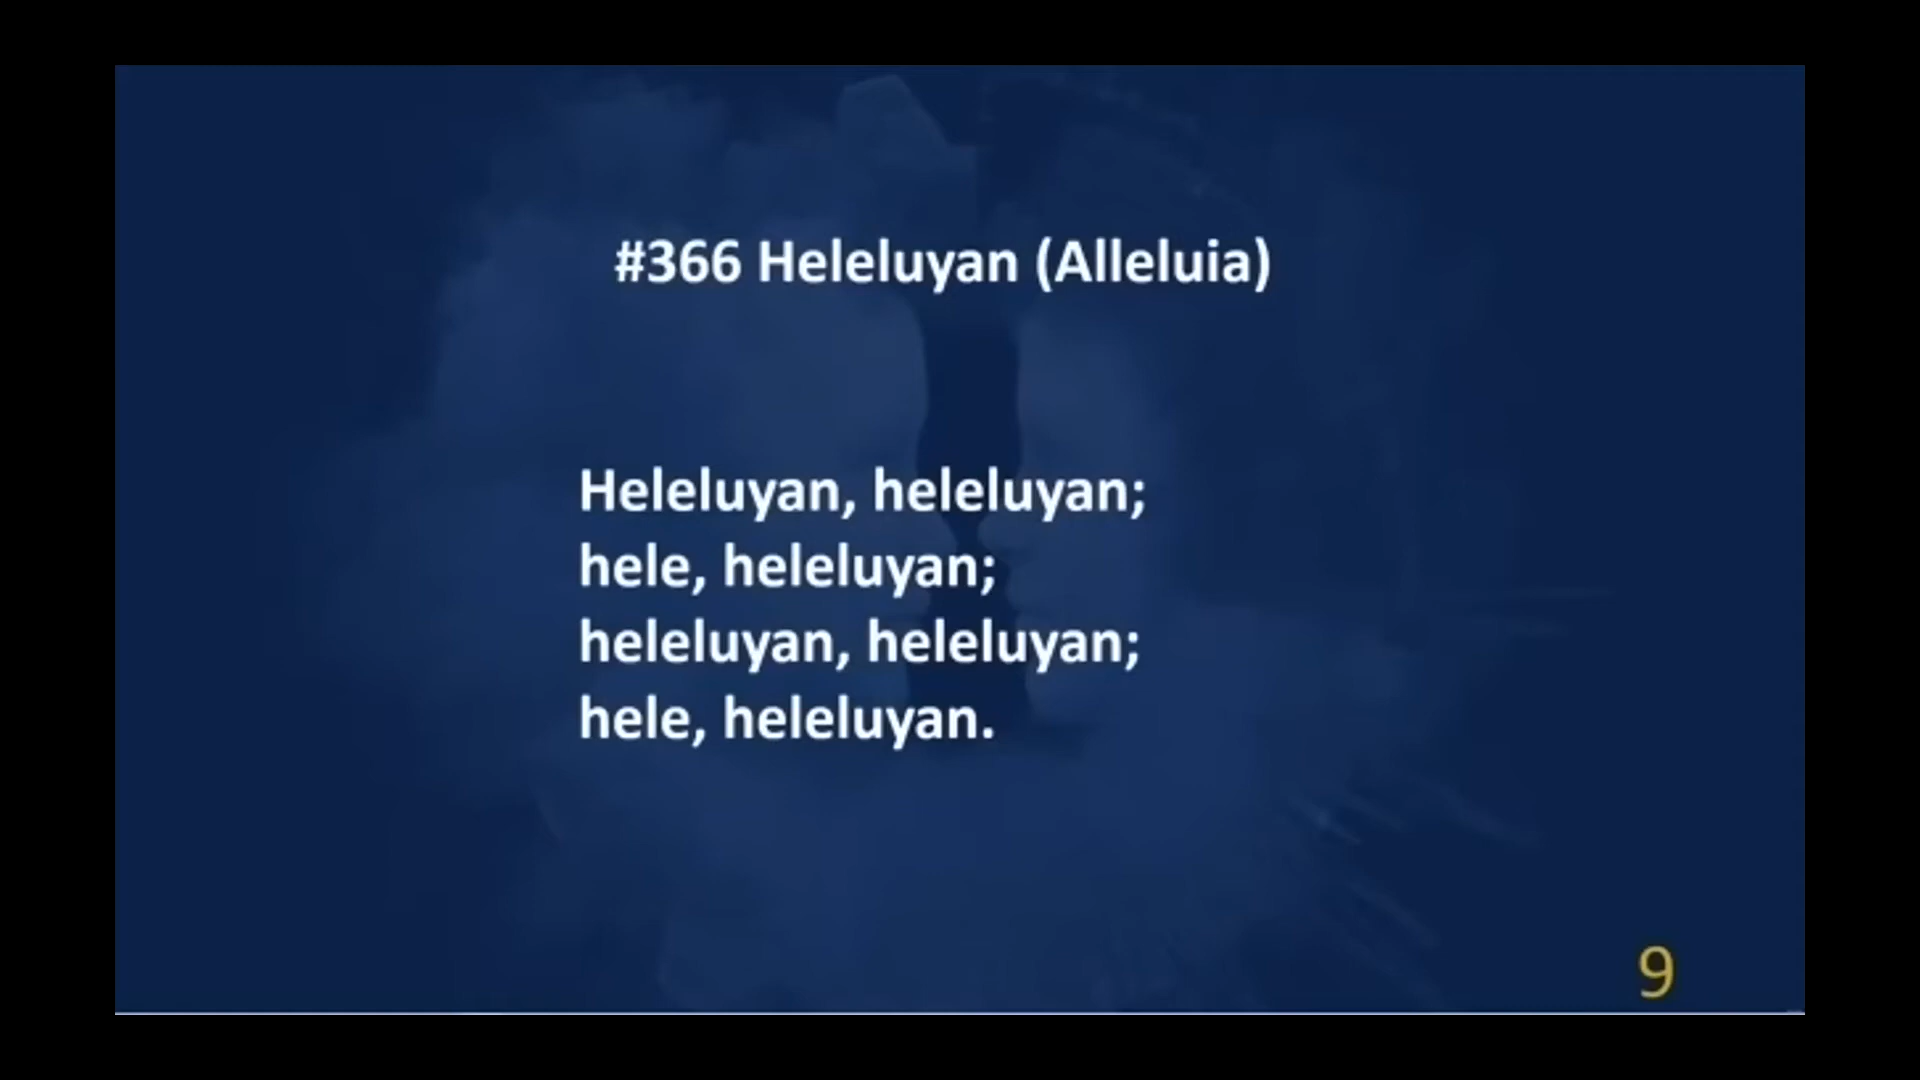 #366 Heleluyan (Alleluia)
Heleluyan, heleluyan;
hele, heleluyan;
heleluyan, heleluyan;
hele, heleluyan.
9